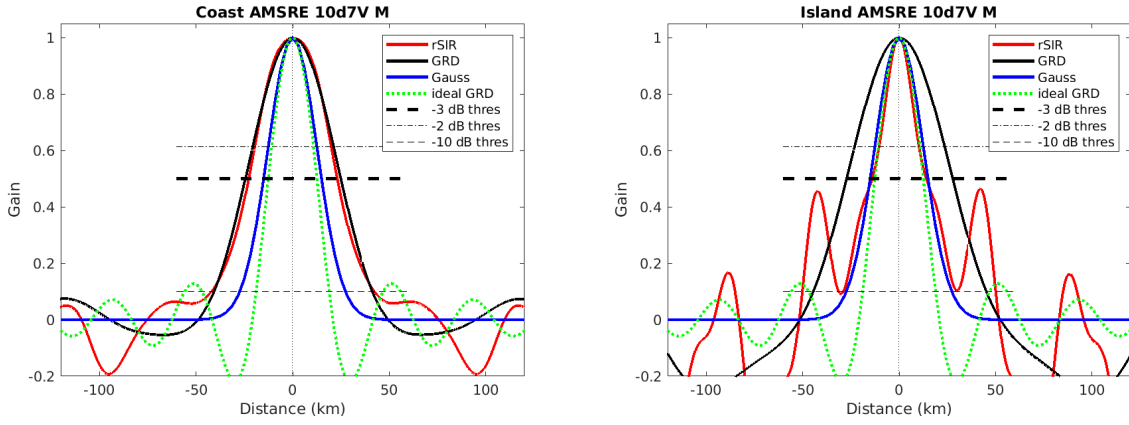 Coast AMSRE 10d7V M
1
0.8
0.6
0.4
0.2
0
-0.2
Gain
-100
-50
0
50
100
Distance (km)
rSIR
GRD
Gauss
ideal GRD
-3 dB thres
-2 dB thres
-10 dB thres
Island AMSRE 10d7V M
1
0.8
0.6
0.4
0.2
0
-0.2
Gain
-100
-50
0
50
100
Distance (km)
rSIR
GRD
Gauss
ideal GRD
-3 dB thres
-2 dB thres
-10 dB thres